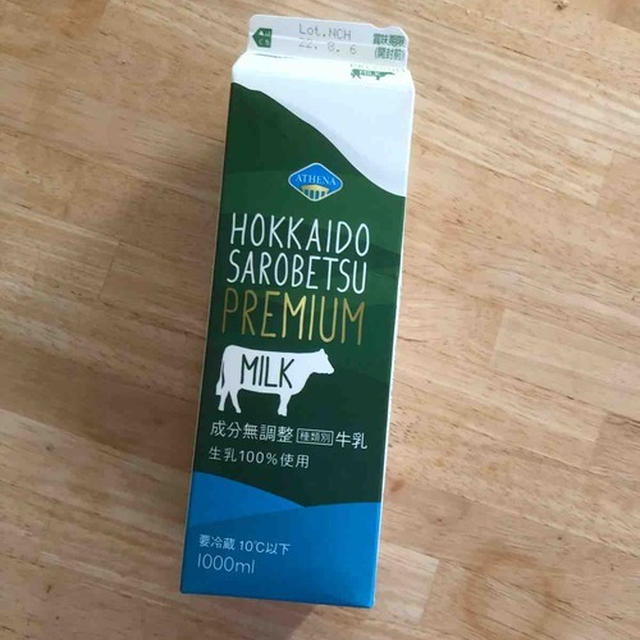 Lot.NCH
22. 8. 6
賞味期限
(開封前)
ATHENA
HOKKAIDO
SAROBETSU
PREMIUM
MILK
成分無調整 種類別 牛乳
生乳100%使用
要冷蔵 10℃以下
1000ml